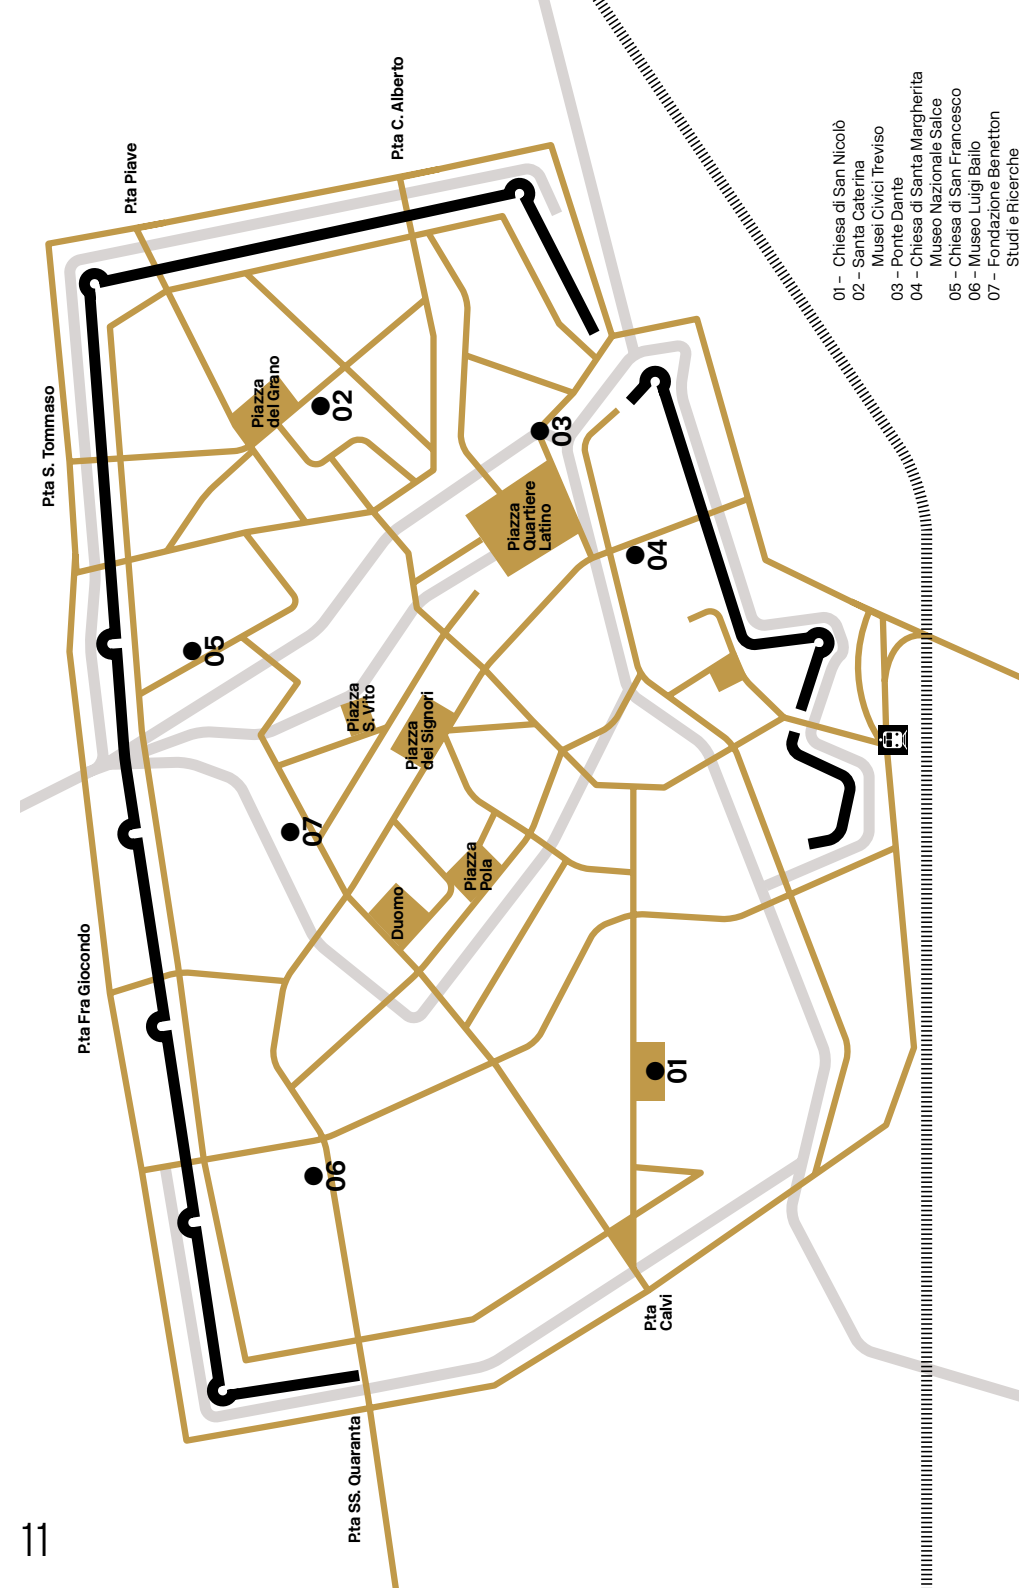 11
P.ta Piave
P.ta C. Alberto
P.ta S. Tommaso
P.ta Fra Giocondo
P.ta SS. Quaranta
P.ta
Calvi
Piazza
del Grano
02
03
Piazza
Quartiere
Latino
04
05
Piazza
S. Vito
Piazza
dei Signori
07
Piazza
Pola
Duomo
01
06
01 – Chiesa di San Nicolò
02 – Santa Caterina
Musei Civici Treviso
03 – Ponte Dante
04 – Chiesa di Santa Margherita
Museo Nazionale Salce
05 – Chiesa di San Francesco
06 – Museo Luigi Bailo
07 – Fondazione Benetton
Studi e Ricerche